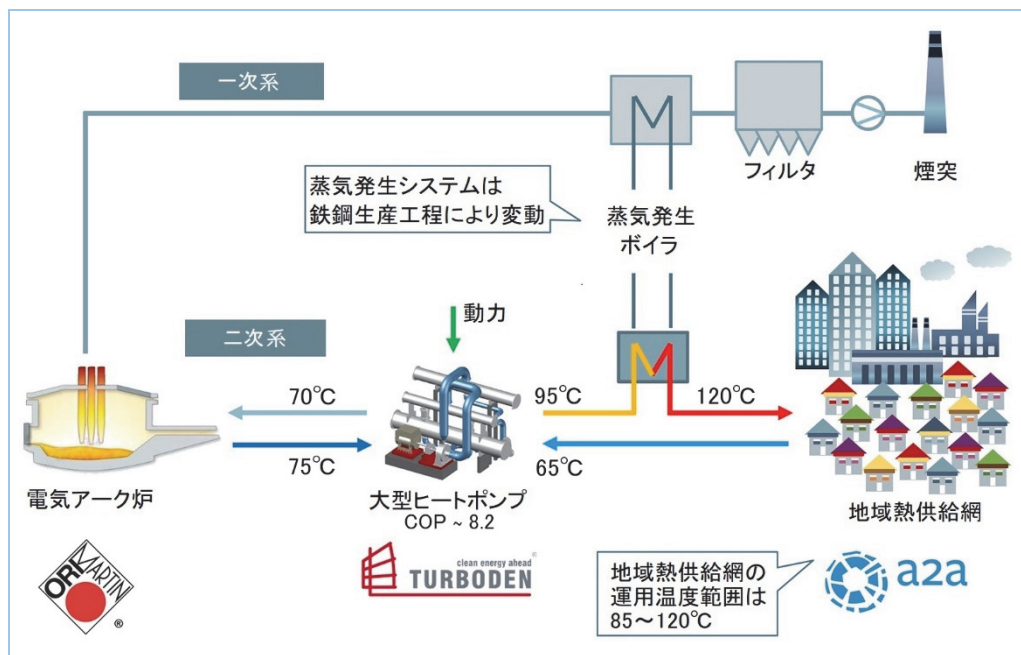 一次系
フィルタ
煙突
蒸気発生システムは
鉄鋼生産工程により変動
蒸気発生
ボイラ
動力
二次系
70℃
95℃
120℃
75℃
65℃
電気アーク炉
大型ヒートポンプ
COP ~ 8.2
地域熱供給網
ORI
MARTIN
®
clean energy ahead
®
TURBODEN
地域熱供給網の
運用温度範囲は
85～120℃
a2a